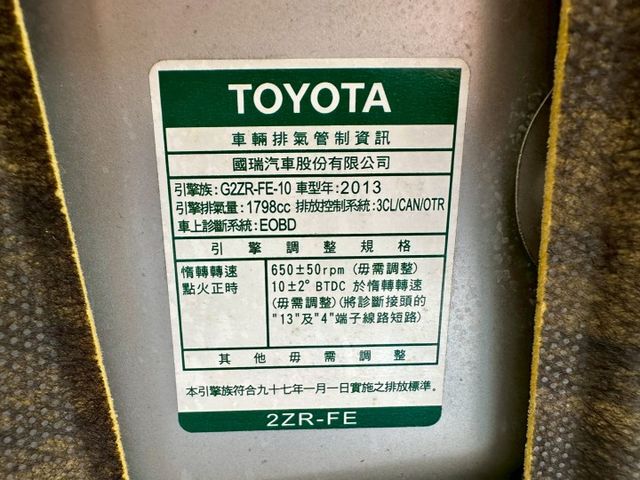 TOYOTA
車輛排氣管制資訊
國瑞汽車股份有限公司
引擎族:G2ZR-FE-10 車型年:2013
引擎排氣量:1798cc 排放控制系統:3CL/CAN/OTR
車上診斷系統:EOBD
引擎調整規格
惰轉轉速 650±50rpm (毋需調整)
點火正時 10±2° BTDC 於惰轉轉速
(毋需調整)(將診斷接頭的
"13"及"4"端子線路短路)
其他毋需調整
本引擎族符合九十七年一月一日實施之排放標準。
2ZR-FE